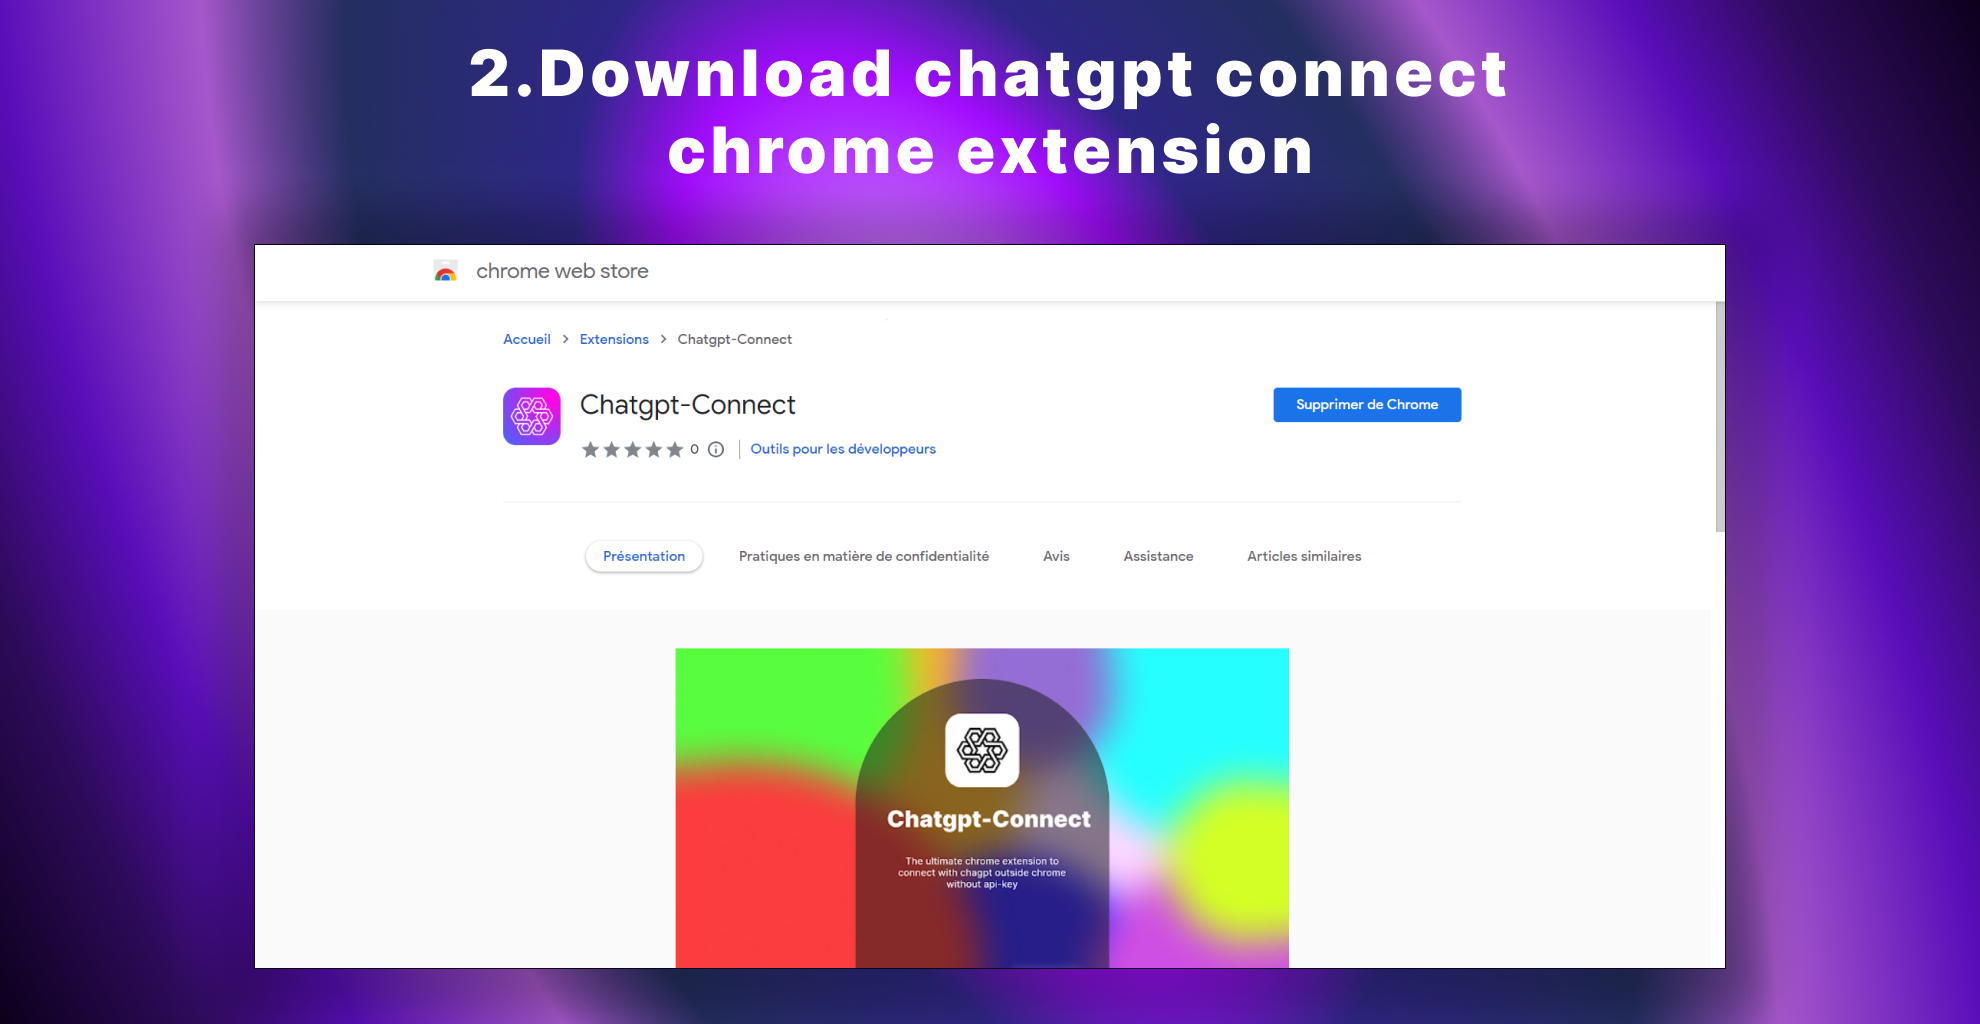 2.Download chatgpt connect
chrome extension
chrome web store
Accueil > Extensions > Chatgpt-Connect
Chatgpt-Connect
Supprimer de Chrome
0
Outils pour les développeurs
Présentation
Pratiques en matière de confidentialité
Avis
Assistance
Articles similaires
Chatgpt-Connect
The ultimate chrome extension to
connect with chagpt outside chrome
without api-key